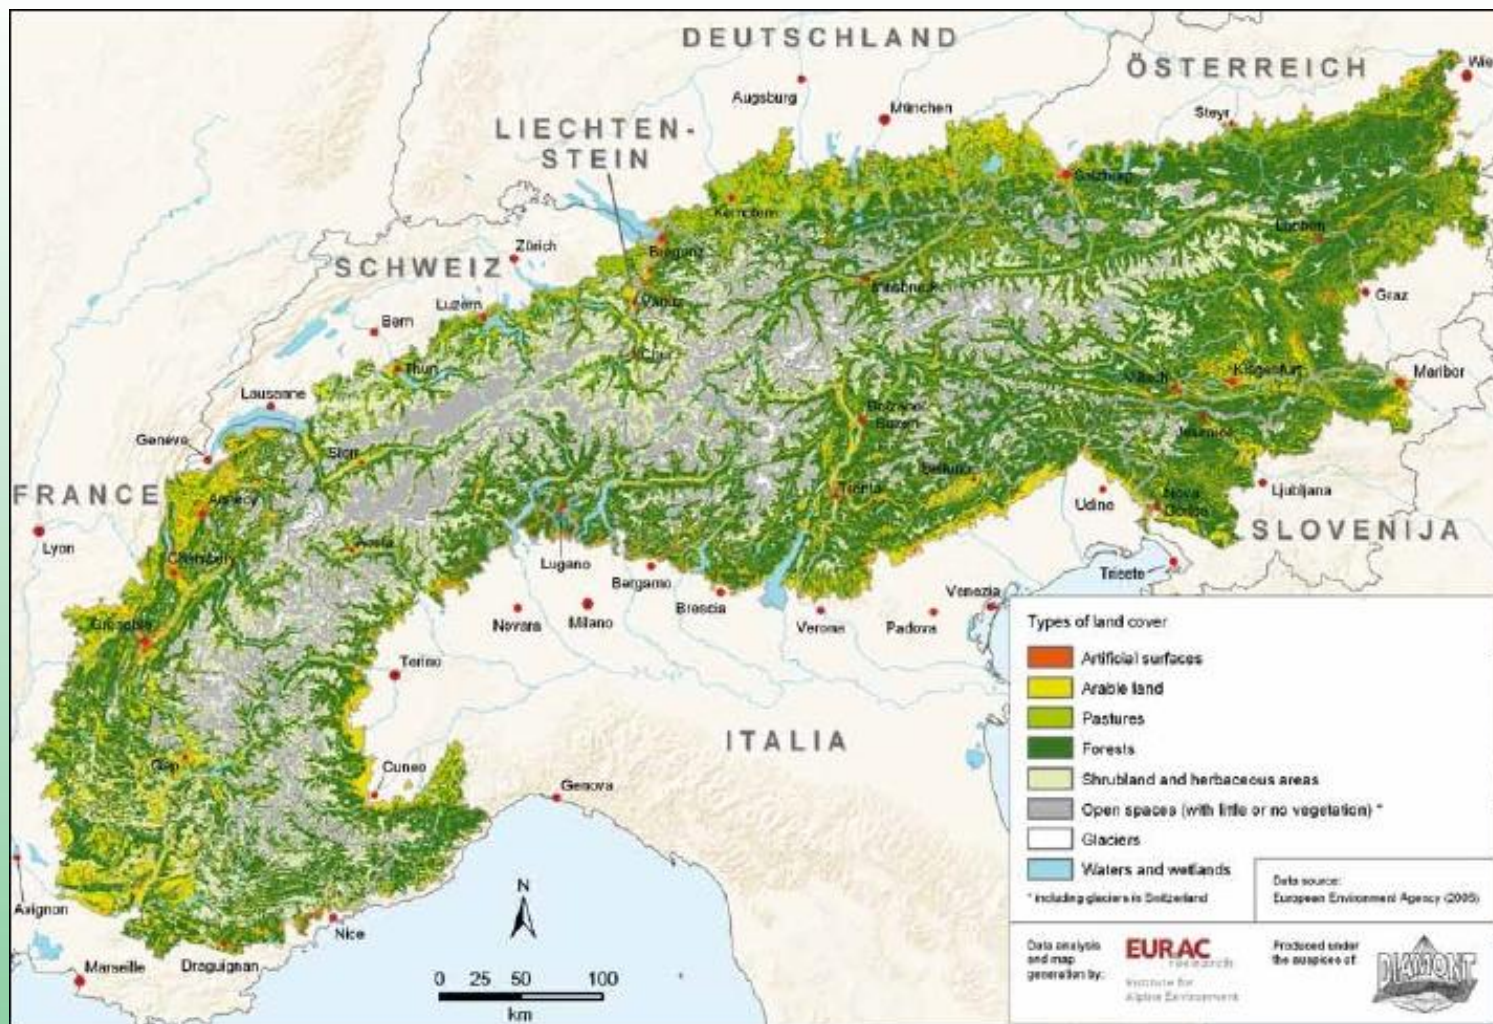 DEUTSCHLAND
ÖSTERREICH
Wie
Augsburg
München
Steyr
LIECHTEN-
STEIN
Salzburg
Kempten
Bregenz
Leoben
Zürich
SCHWEIZ
Innsbruck
Vaduz
Graz
Luzern
Bern
Chur
Thun
Villach
Klagenfurt
Maribor
Lausanne
Bolzano
Bozen
Jesenice
Genève
Sion
Belluno
FRANCE
Annecy
Trento
Udine
Nova
Gorica
Ljubljana
SLOVENIJA
Lyon
Aosta
Chambery
Lugano
Trieste
Bergamo
Brescia
Venezia
Novara
Milano
Verona
Padova
Grenoble
Torino
ITALIA
Gap
Cuneo
Genova
Avignon
Nice
Marseille
Draguignan
N
0 25 50 100
km
Types of land cover
Artificial surfaces
Arable land
Pastures
Forests
Shrubland and herbaceous areas
Open spaces (with little or no vegetation) *
Glaciers
Waters and wetlands
* including glaciers in Switzerland
Data source:
European Environment Agency (2005)
Data analysis
and map
generation by:
EURAC
research
Institute for
Alpine Environment
Produced under
the auspices of
DIAMONT